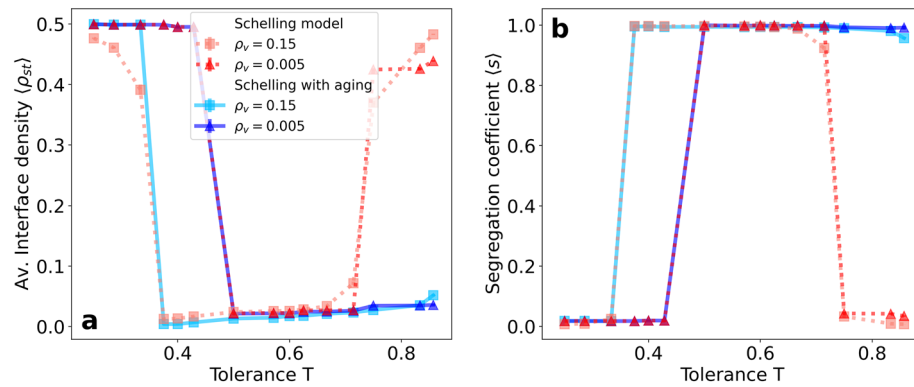 Av. Interface density ⟨ρst⟩
0.5
0.4
0.3
0.2
0.1
0.0
Schelling model
ρv = 0.15
ρv = 0.005
Schelling with aging
ρv = 0.15
ρv = 0.005
a
0.4 0.6 0.8
Tolerance T
Segregation coefficient ⟨s⟩
1.0
0.8
0.6
0.4
0.2
0.0
b
0.4 0.6 0.8
Tolerance T